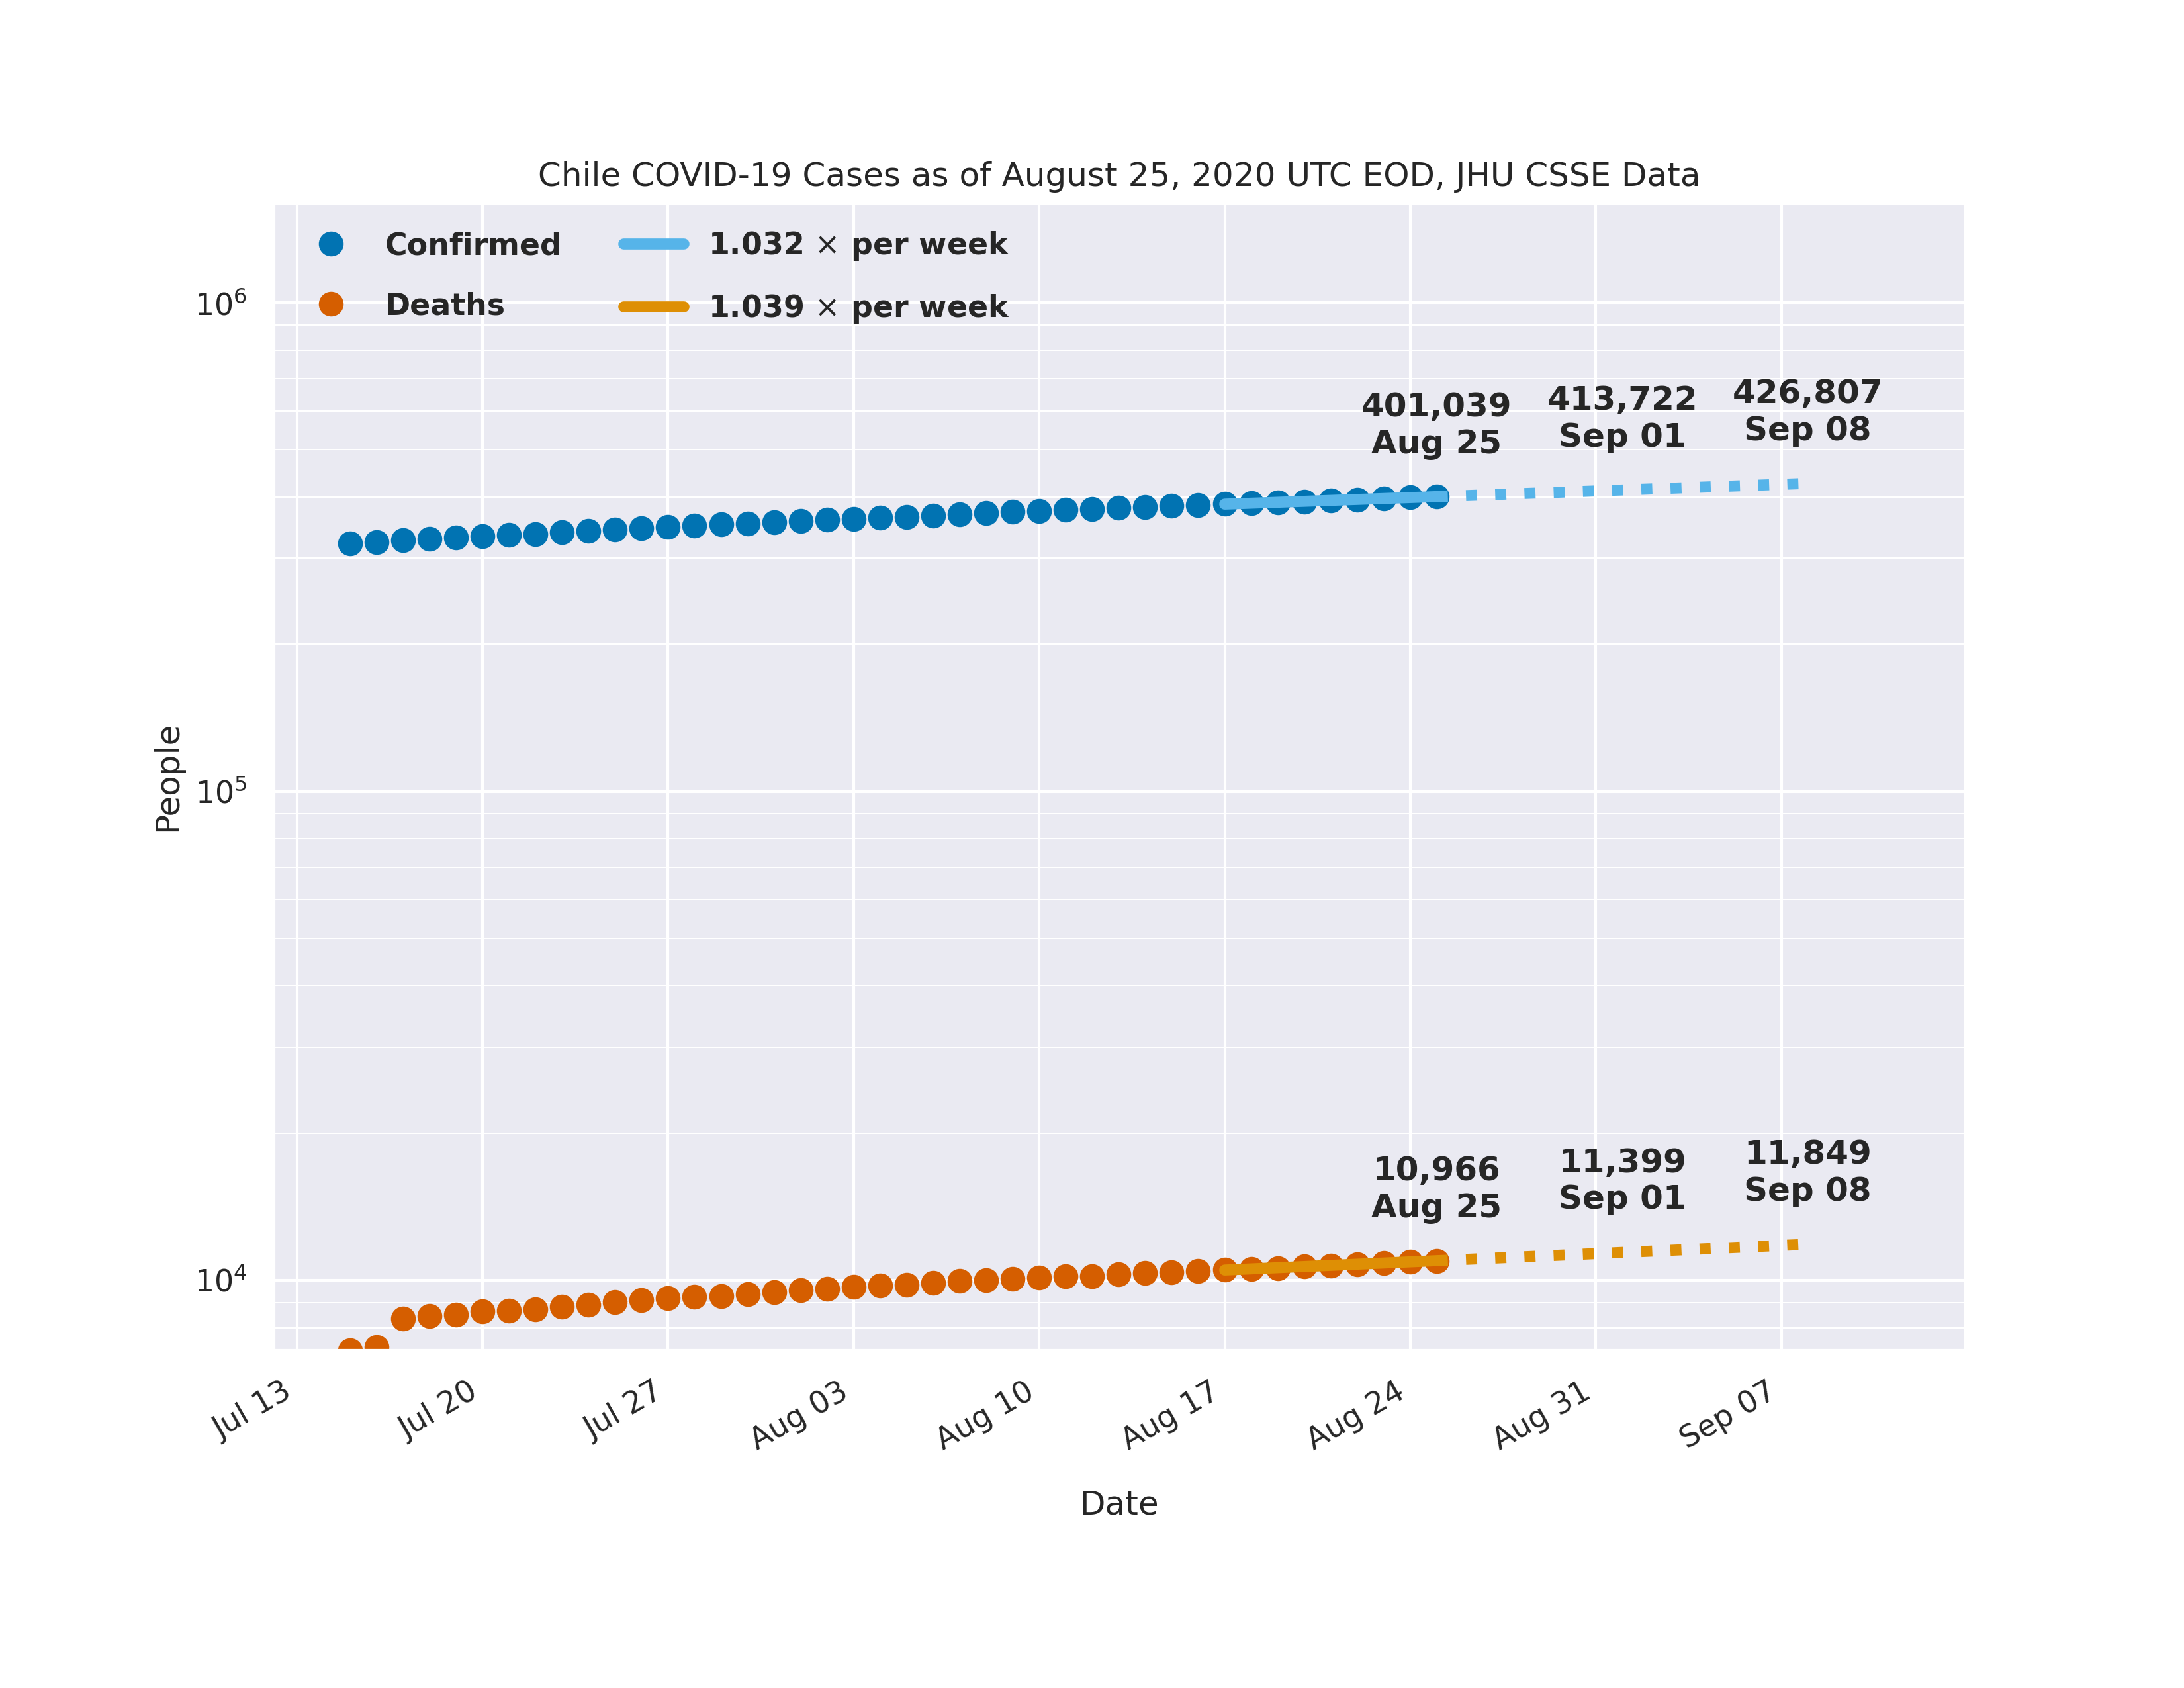 Chile COVID-19 Cases as of August 25, 2020 UTC EOD, JHU CSSE Data
Confirmed
Deaths
1.032 × per week
1.039 × per week
10⁶
10⁵
10⁴
People
401,039
Aug 25
413,722
Sep 01
426,807
Sep 08
10,966
Aug 25
11,399
Sep 01
11,849
Sep 08
Jul 13
Jul 20
Jul 27
Aug 03
Aug 10
Aug 17
Aug 24
Aug 31
Sep 07
Date